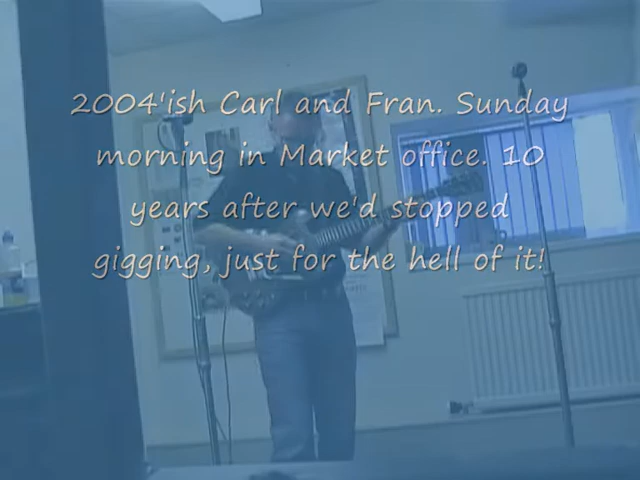 2004'ish Carl and Fran. Sunday
morning in Market office. 10
years after we'd stopped
gigging, just for the hell of it!